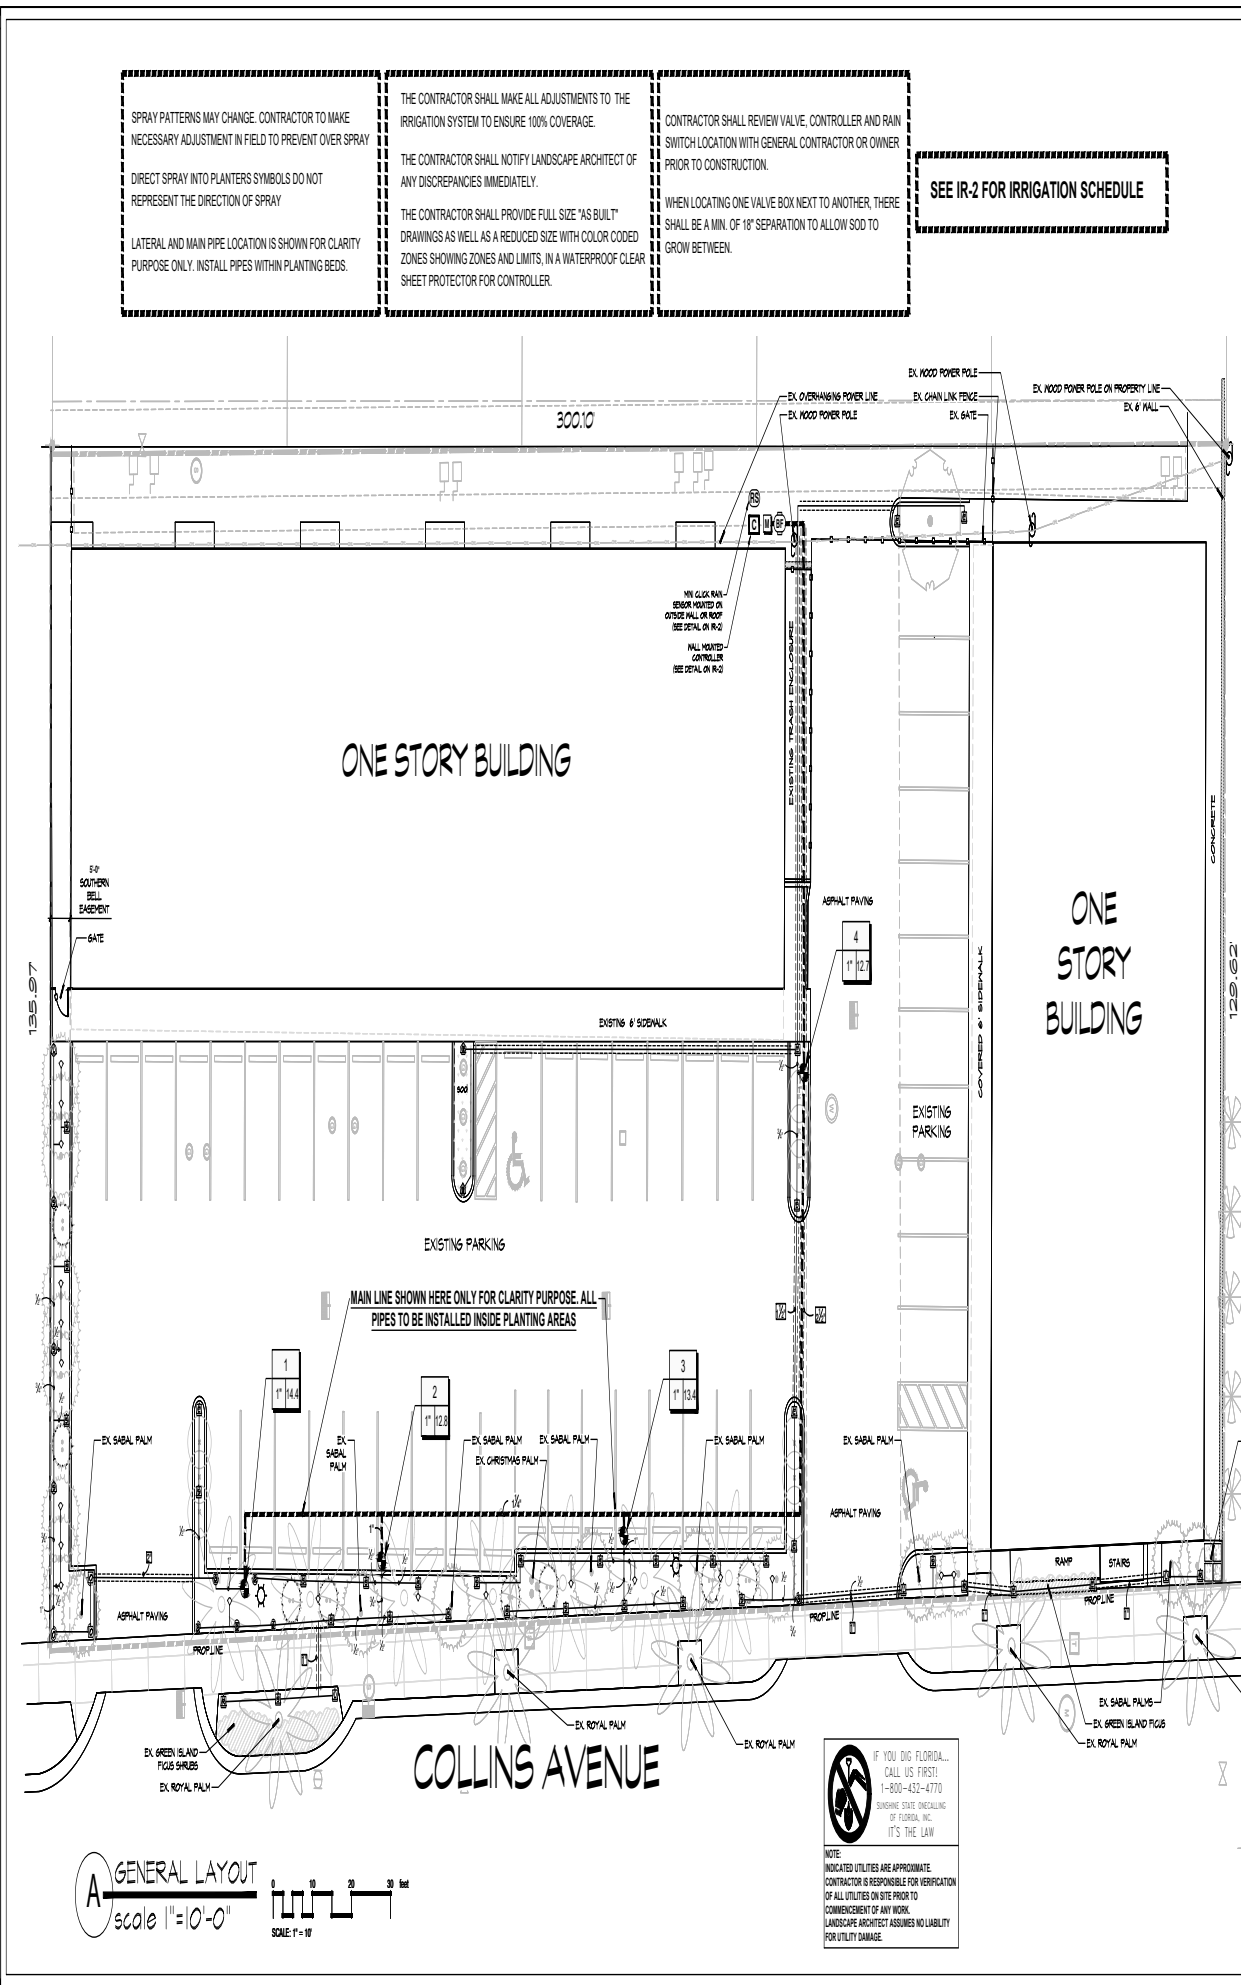 SPRAY PATTERNS MAY CHANGE. CONTRACTOR TO MAKE
NECESSARY ADJUSTMENT IN FIELD TO PREVENT OVER SPRAY
DIRECT SPRAY INTO PLANTERS SYMBOLS DO NOT
REPRESENT THE DIRECTION OF SPRAY
LATERAL AND MAIN PIPE LOCATION IS SHOWN FOR CLARITY
PURPOSE ONLY. INSTALL PIPES WITHIN PLANTING BEDS.
THE CONTRACTOR SHALL MAKE ALL ADJUSTMENTS TO THE
IRRIGATION SYSTEM TO ENSURE 100% COVERAGE.
THE CONTRACTOR SHALL NOTIFY LANDSCAPE ARCHITECT OF
ANY DISCREPANCIES IMMEDIATELY.
THE CONTRACTOR SHALL PROVIDE FULL SIZE "AS BUILT"
DRAWINGS AS WELL AS A REDUCED SIZE WITH COLOR CODED
ZONES SHOWING ZONES AND LIMITS, IN A WATERPROOF CLEAR
SHEET PROTECTOR FOR CONTROLLER.
CONTRACTOR SHALL REVIEW VALVE, CONTROLLER AND RAIN
SWITCH LOCATION WITH GENERAL CONTRACTOR OR OWNER
PRIOR TO CONSTRUCTION.
WHEN LOCATING ONE VALVE BOX NEXT TO ANOTHER, THERE
SHALL BE A MIN. OF 18" SEPARATION TO ALLOW SOD TO
GROW BETWEEN.
SEE IR-2 FOR IRRIGATION SCHEDULE
EX. WOOD POWER POLE
EX. OVERHANGING POWER LINE
EX. CHAIN LINK FENCE
EX. WOOD POWER POLE ON PROPERTY LINE
EX. WOOD POWER POLE
EX. GATE
EX. 6' WALL
300.10'
RS
C
M
BF
MINI CLICK RAIN
SENSOR MOUNTED ON
OUTSIDE WALL OR ROOF
(SEE DETAIL ON IR-2)
WALL MOUNTED
CONTROLLER
(SEE DETAIL ON IR-2)
EXISTING TRASH ENCLOSURE
ONE STORY BUILDING
CONCRETE
5'-0"
SOUTHERN
BELL
EASEMENT
GATE
135.97'
ASPHALT PAVING
4
1" 12.7
ONE
STORY
BUILDING
COVERED 6' SIDEWALK
129.62'
EXISTING 6' SIDEWALK
SOD
EXISTING
PARKING
EXISTING PARKING
MAIN LINE SHOWN HERE ONLY FOR CLARITY PURPOSE. ALL
PIPES TO BE INSTALLED INSIDE PLANTING AREAS
1
1" 14.4
2
1" 12.8
3
1" 13.4
EX. SABAL PALM
EX.
SABAL
PALM
EX. SABAL PALM
EX. CHRISTMAS PALM
EX. SABAL PALM
EX. SABAL PALM
EX. SABAL PALM
ASPHALT PAVING
RAMP
STAIRS
ASPHALT PAVING
PROP.LINE
PROP.LINE
PROP.LINE
EX. GREEN ISLAND
FICUS SHRUBS
EX. ROYAL PALM
EX. ROYAL PALM
EX. ROYAL PALM
EX. SABAL PALMS
EX. GREEN ISLAND FICUS
EX. ROYAL PALM
COLLINS AVENUE
IF YOU DIG FLORIDA...
CALL US FIRST!
1-800-432-4770
SUNSHINE STATE ONECALLING
OF FLORIDA, INC.
IT'S THE LAW
NOTE:
INDICATED UTILITIES ARE APPROXIMATE.
CONTRACTOR IS RESPONSIBLE FOR VERIFICATION
OF ALL UTILITIES ON SITE PRIOR TO
COMMENCEMENT OF ANY WORK.
LANDSCAPE ARCHITECT ASSUMES NO LIABILITY
FOR UTILITY DAMAGE.
A
GENERAL LAYOUT
scale 1"=10'-0"
0 10 20 30 feet
SCALE: 1" = 10'